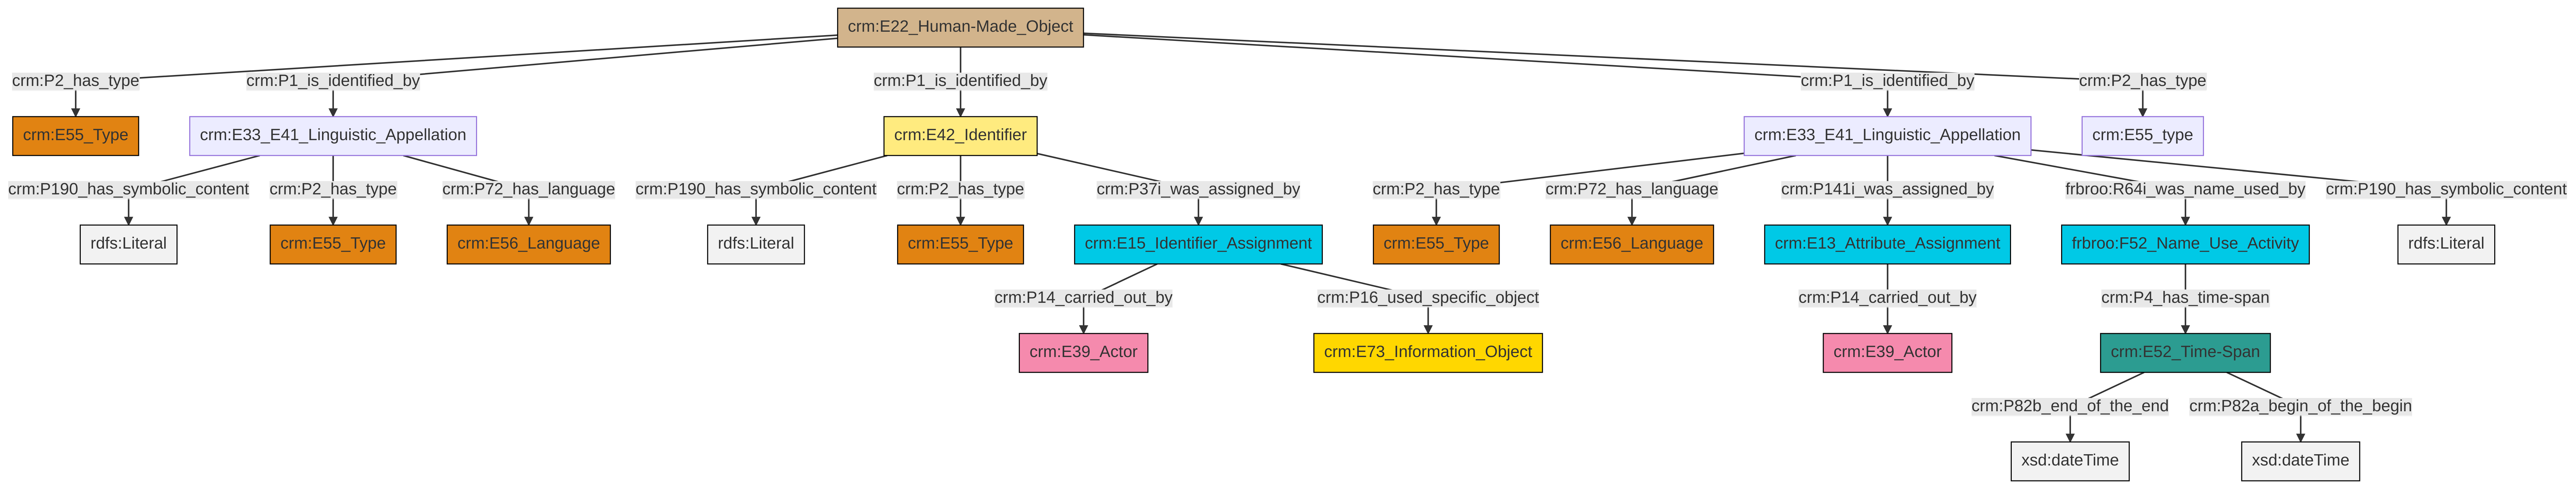 crm:E22_Human-Made_Object
crm:P2_has_type
crm:P1_is_identified_by
crm:P1_is_identified_by
crm:P1_is_identified_by
crm:P2_has_type
crm:E55_Type
crm:E33_E41_Linguistic_Appellation
crm:E42_Identifier
crm:E33_E41_Linguistic_Appellation
crm:E55_type
crm:P190_has_symbolic_content
crm:P2_has_type
crm:P72_has_language
crm:P190_has_symbolic_content
crm:P2_has_type
crm:P37i_was_assigned_by
crm:P2_has_type
crm:P72_has_language
crm:P141i_was_assigned_by
frbroo:R64i_was_name_used_by
crm:P190_has_symbolic_content
rdfs:Literal
crm:E55_Type
crm:E56_Language
rdfs:Literal
crm:E55_Type
crm:E15_Identifier_Assignment
crm:E55_Type
crm:E56_Language
crm:E13_Attribute_Assignment
frbroo:F52_Name_Use_Activity
rdfs:Literal
crm:P14_carried_out_by
crm:P16_used_specific_object
crm:P14_carried_out_by
crm:P4_has_time-span
crm:E39_Actor
crm:E73_Information_Object
crm:E39_Actor
crm:E52_Time-Span
crm:P82b_end_of_the_end
crm:P82a_begin_of_the_begin
xsd:dateTime
xsd:dateTime